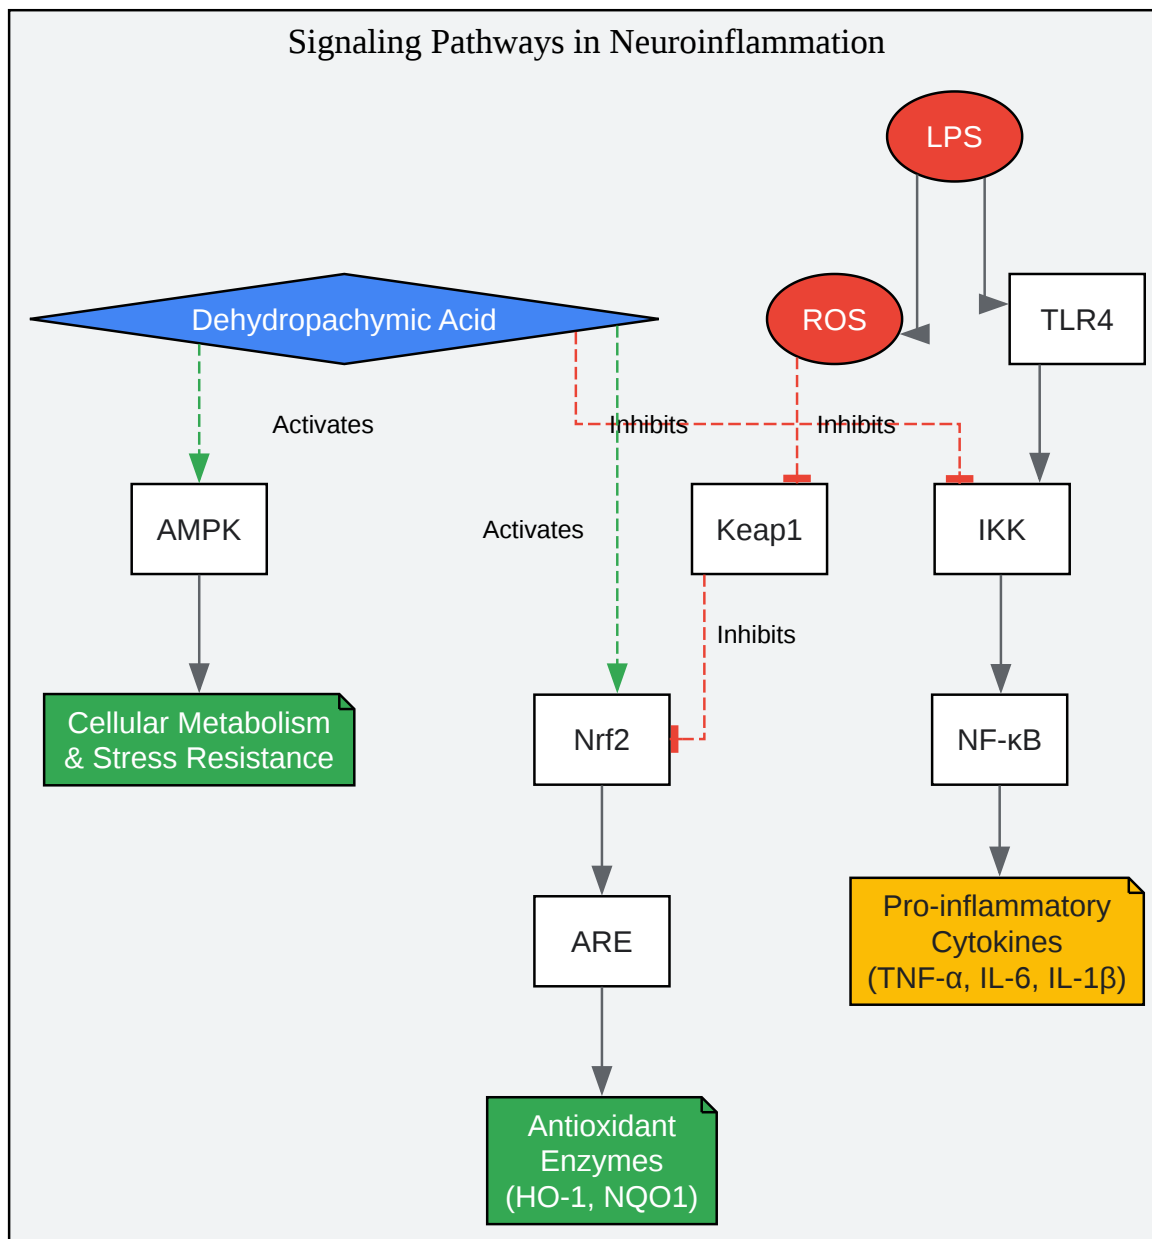 Signaling Pathways in Neuroinflammation
LPS
Dehydropachymic Acid
ROS
TLR4
Activates
Inhibits
Inhibits
AMPK
Activates
Keap1
IKK
Inhibits
Cellular Metabolism
& Stress Resistance
Nrf2
NF-κB
ARE
Pro-inflammatory
Cytokines
(TNF-α, IL-6, IL-1β)
Antioxidant
Enzymes
(HO-1, NQO1)